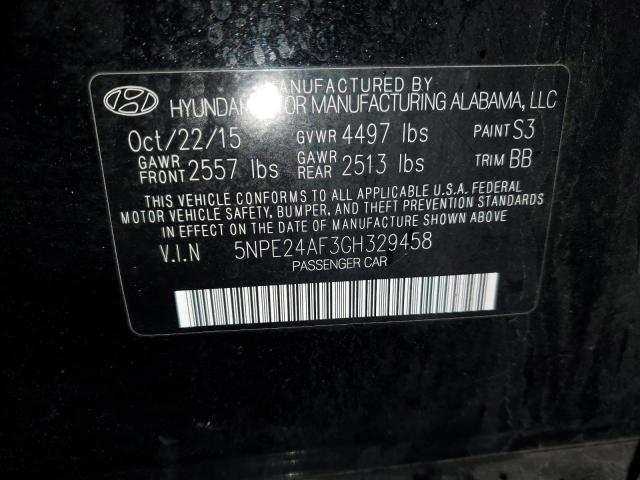 MANUFACTURED BY
HYUNDAI MOTOR MANUFACTURING ALABAMA, LLC
Oct/22/15 GVWR 4497 lbs PAINT S3
GAWR FRONT 2557 lbs GAWR REAR 2513 lbs TRIM BB
THIS VEHICLE CONFORMS TO ALL APPLICABLE U.S.A. FEDERAL
MOTOR VEHICLE SAFETY, BUMPER, AND THEFT PREVENTION STANDARDS
IN EFFECT ON THE DATE OF MANUFACTURE SHOWN ABOVE
V.I.N 5NPE24AF3GH329458
PASSENGER CAR